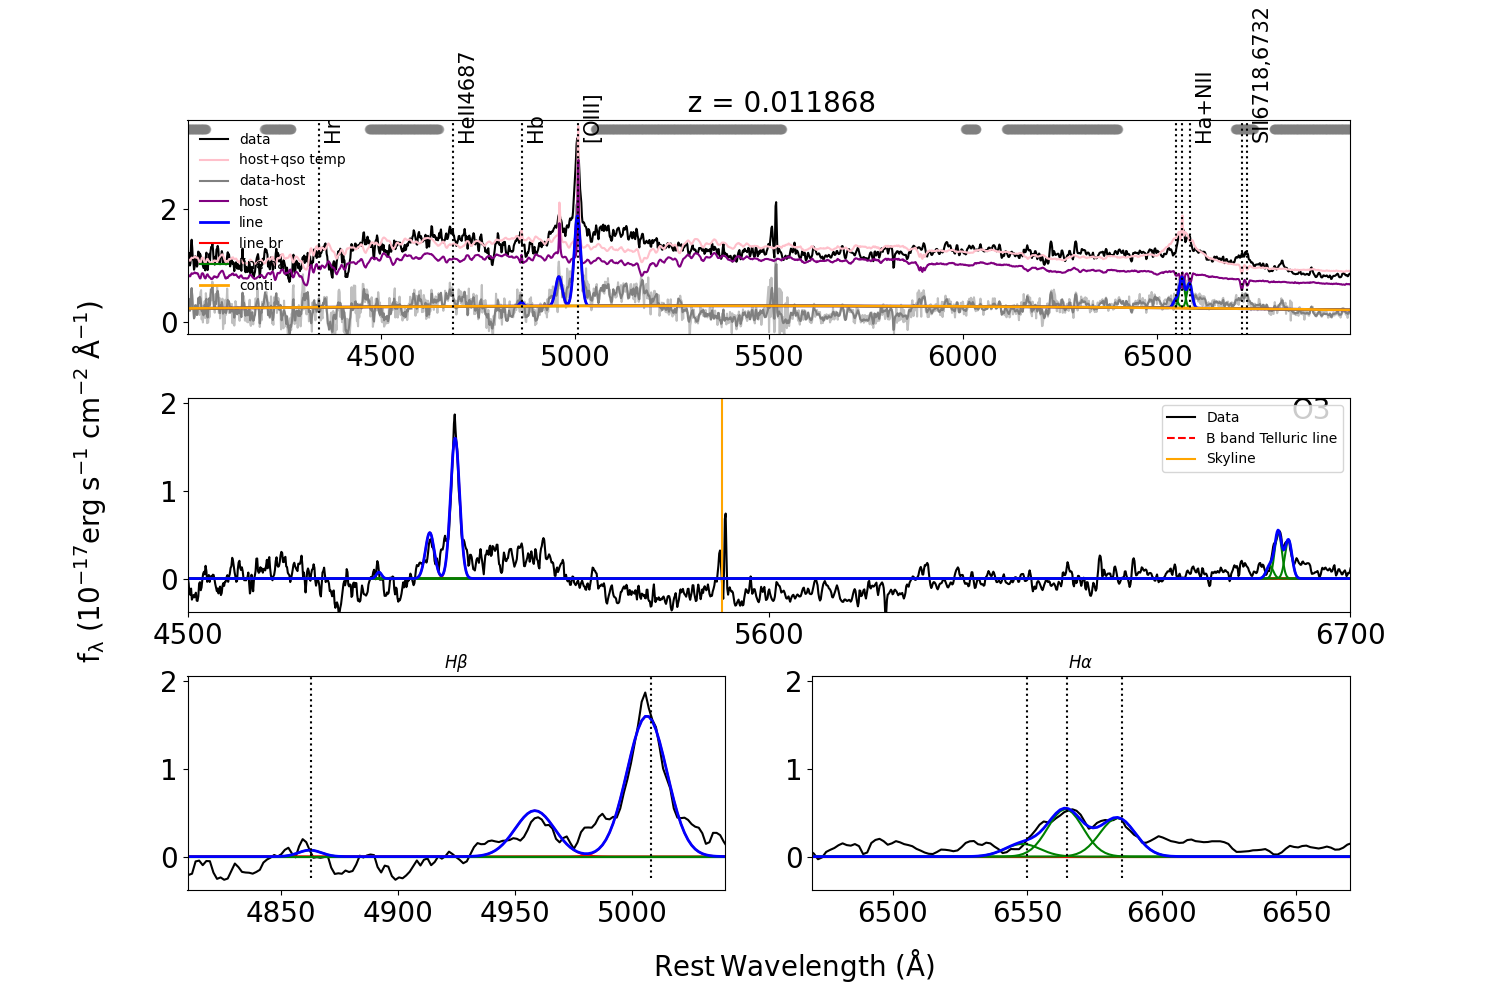 z = 0.011868
Hr
HeII4687
Hb
[OIII]
Ha+NII
SII6718,6732
data
host+qso temp
data-host
host
line
line br
conti
2
0
4500
5000
5500
6000
6500
f_λ (10⁻¹⁷erg s⁻¹ cm⁻² Å⁻¹)
O3
Data
B band Telluric line
Skyline
2
1
0
4500
5600
6700
Hβ
2
1
0
4850
4900
4950
5000
Hα
2
1
0
6500
6550
6600
6650
Rest Wavelength (Å)